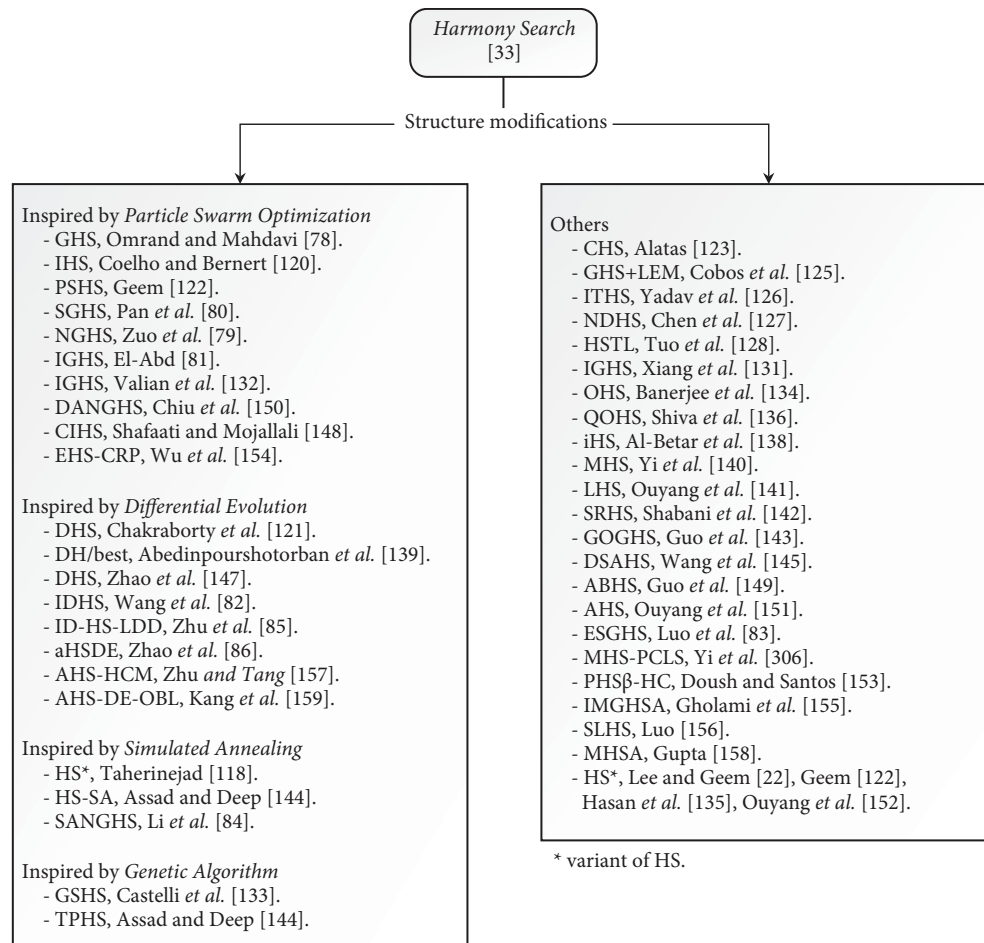 Harmony Search
[33]
Structure modifications
Inspired by Particle Swarm Optimization
- GHS, Omrand and Mahdavi [78].
- IHS, Coelho and Bernert [120].
- PSHS, Geem [122].
- SGHS, Pan et al. [80].
- NGHS, Zuo et al. [79].
- IGHS, El-Abd [81].
- IGHS, Valian et al. [132].
- DANGHS, Chiu et al. [150].
- CIHS, Shafaati and Mojallali [148].
- EHS-CRP, Wu et al. [154].
Inspired by Differential Evolution
- DHS, Chakraborty et al. [121].
- DH/best, Abedinpourshotorban et al. [139].
- DHS, Zhao et al. [147].
- IDHS, Wang et al. [82].
- ID-HS-LDD, Zhu et al. [85].
- aHSDE, Zhao et al. [86].
- AHS-HCM, Zhu and Tang [157].
- AHS-DE-OBL, Kang et al. [159].
Inspired by Simulated Annealing
- HS*, Taherinejad [118].
- HS-SA, Assad and Deep [144].
- SANGHS, Li et al. [84].
Inspired by Genetic Algorithm
- GSHS, Castelli et al. [133].
- TPHS, Assad and Deep [144].
Others
- CHS, Alatas [123].
- GHS+LEM, Cobos et al. [125].
- ITHS, Yadav et al. [126].
- NDHS, Chen et al. [127].
- HSTL, Tuo et al. [128].
- IGHS, Xiang et al. [131].
- OHS, Banerjee et al. [134].
- QOHS, Shiva et al. [136].
- iHS, Al-Betar et al. [138].
- MHS, Yi et al. [140].
- LHS, Ouyang et al. [141].
- SRHS, Shabani et al. [142].
- GOGHS, Guo et al. [143].
- DSAHS, Wang et al. [145].
- ABHS, Guo et al. [149].
- AHS, Ouyang et al. [151].
- ESGHS, Luo et al. [83].
- MHS-PCLS, Yi et al. [306].
- PHSβ-HC, Doush and Santos [153].
- IMGHSA, Gholami et al. [155].
- SLHS, Luo [156].
- MHSA, Gupta [158].
- HS*, Lee and Geem [22], Geem [122],
Hasan et al. [135], Ouyang et al. [152].
* variant of HS.